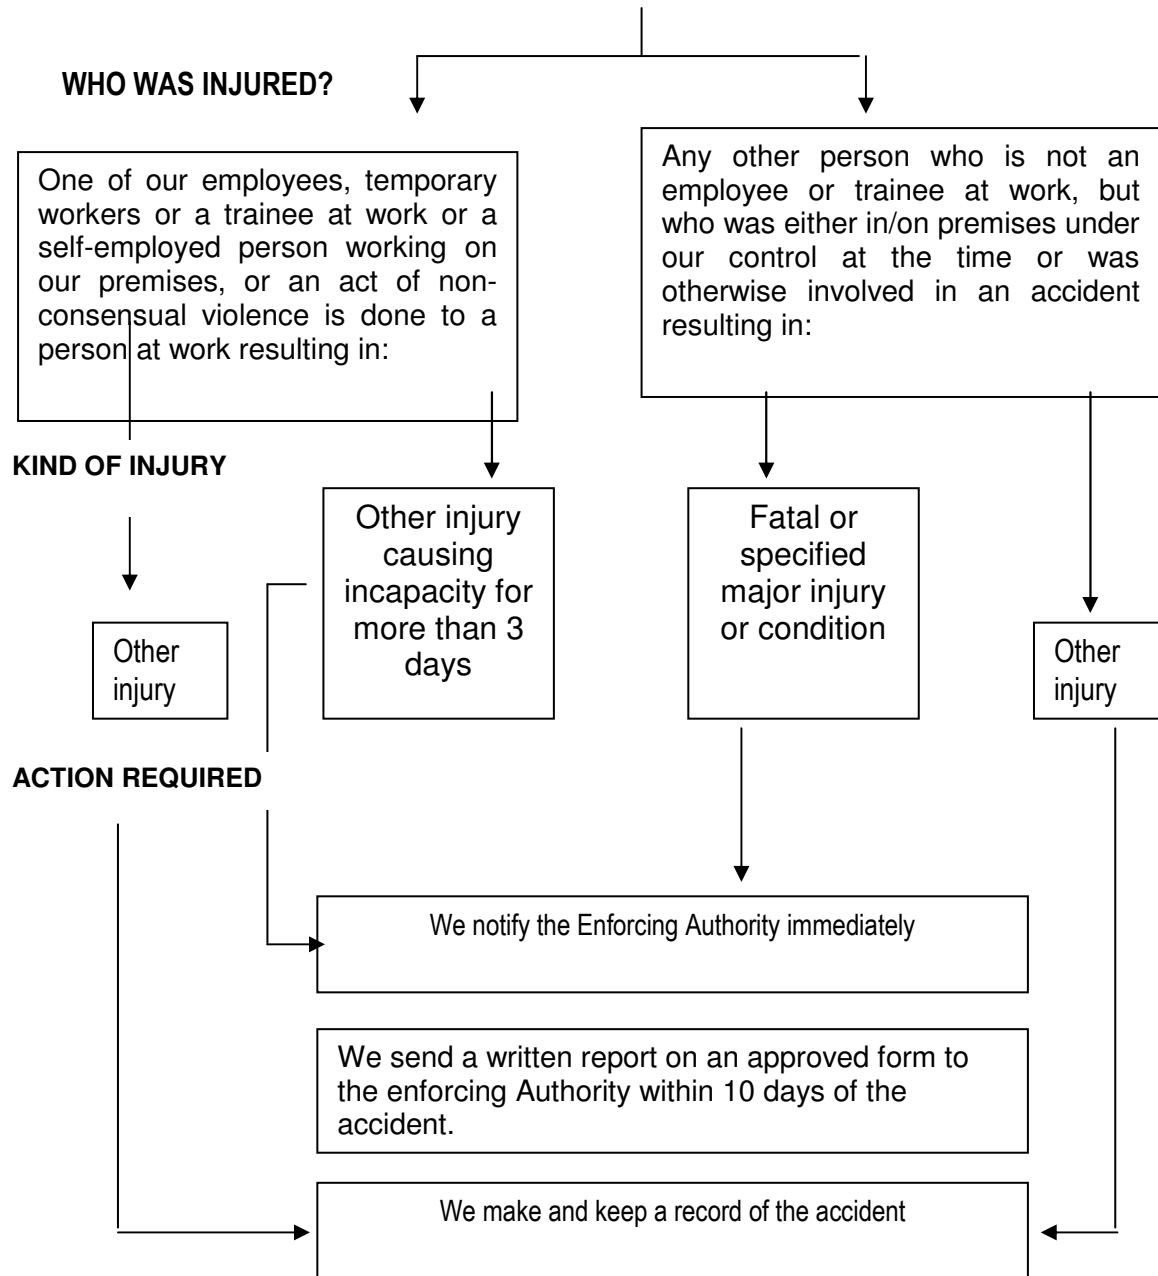 WHO WAS INJURED?
One of our employees, temporary
workers or a trainee at work or a
self-employed person working on
our premises, or an act of non-
consensual violence is done to a
person at work resulting in:
Any other person who is not an
employee or trainee at work, but
who was either in/on premises under
our control at the time or was
otherwise involved in an accident
resulting in:
KIND OF INJURY
Other
injury
Other injury
causing
incapacity for
more than 3
days
Fatal or
specified
major injury
or condition
Other
injury
ACTION REQUIRED
We notify the Enforcing Authority immediately
We send a written report on an approved form to
the enforcing Authority within 10 days of the
accident.
We make and keep a record of the accident